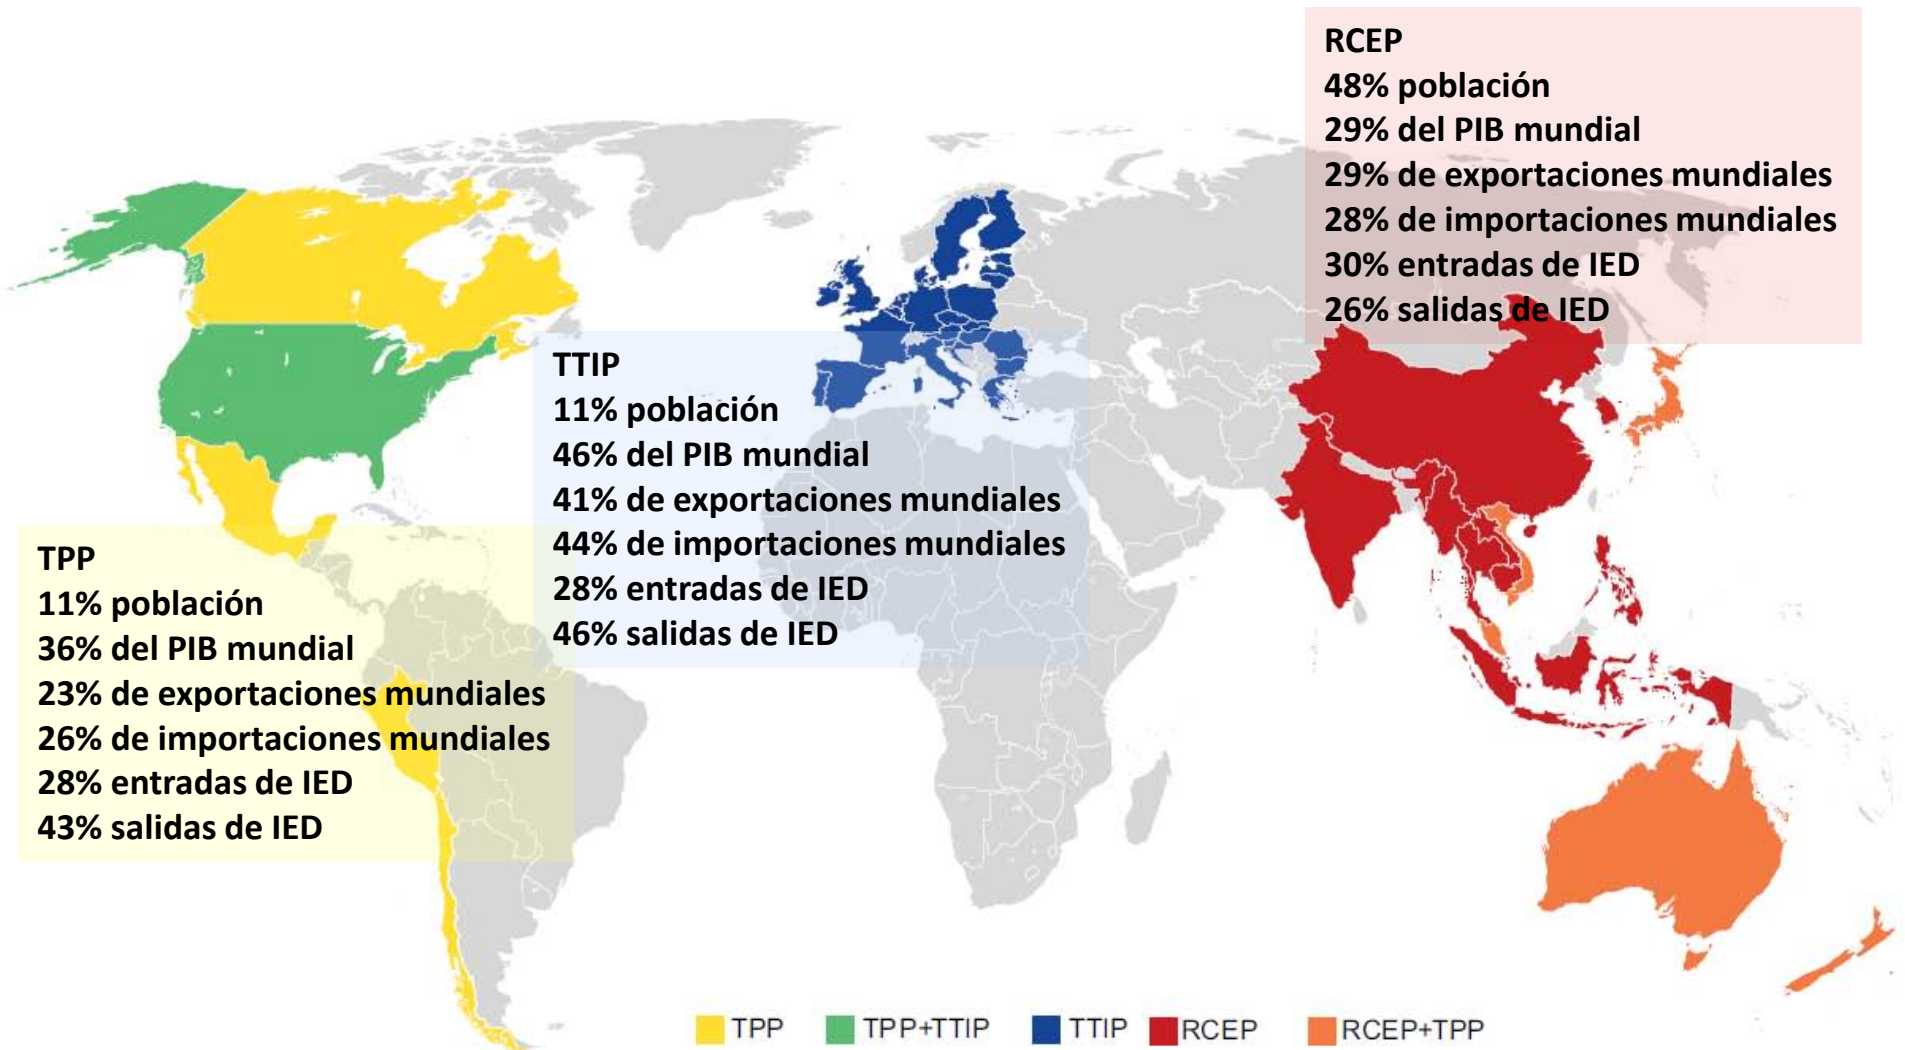 RCEP
48% población
29% del PIB mundial
29% de exportaciones mundiales
28% de importaciones mundiales
30% entradas de IED
26% salidas de IED
TTIP
11% población
46% del PIB mundial
41% de exportaciones mundiales
44% de importaciones mundiales
28% entradas de IED
46% salidas de IED
TPP
11% población
36% del PIB mundial
23% de exportaciones mundiales
26% de importaciones mundiales
28% entradas de IED
43% salidas de IED
TPP TPP+TTIP TTIP RCEP RCEP+TPP